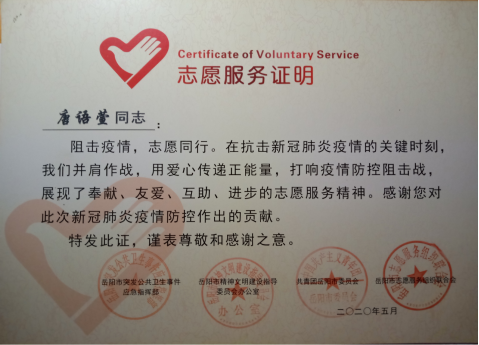 Certificate of Voluntary Service
志愿服务证明
唐语萱同志：
阻击疫情，志愿同行。在抗击新冠肺炎疫情的关键时刻，
我们并肩作战，用爱心传递正能量，打响疫情防控阻击战，
展现了奉献、友爱、互助、进步的志愿服务精神。感谢您对
此次新冠肺炎疫情防控作出的贡献。
特发此证，谨表尊敬和感谢之意。
岳阳市突发公共卫生事件
应急指挥部
岳阳市精神文明建设指导
委员会办公室
共青团岳阳市委员会
岳阳市志愿服务组织联合会
二〇二〇年五月